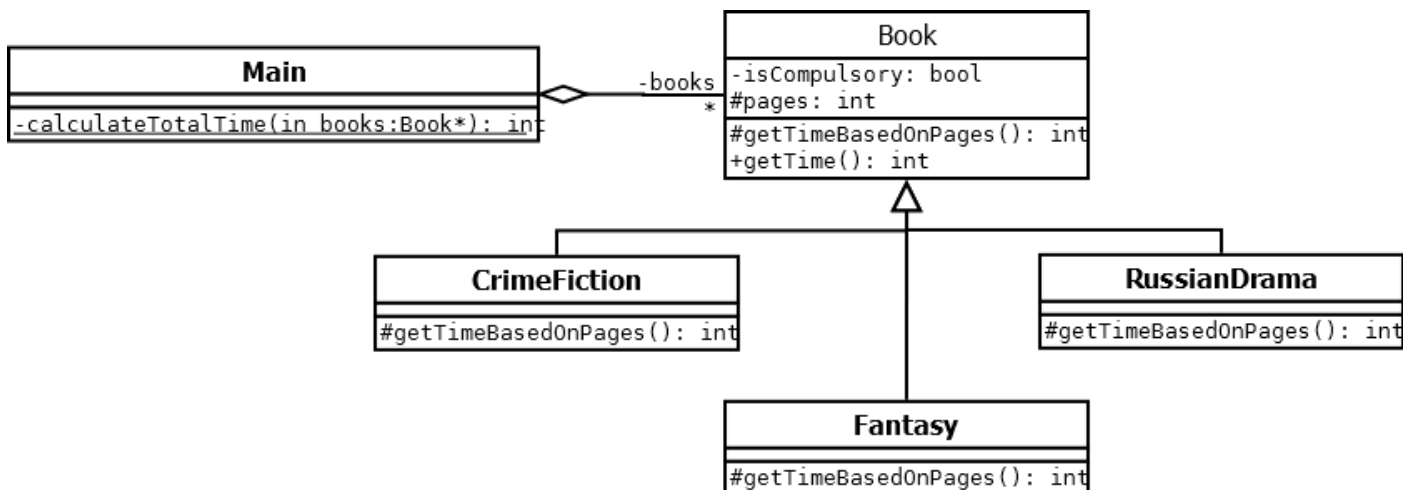 Main
-calculateTotalTime(in books:Book*): int
-books
*
Book
-isCompulsory: bool
#pages: int
#getTimeBasedOnPages(): int
+getTime(): int
CrimeFiction
#getTimeBasedOnPages(): int
RussianDrama
#getTimeBasedOnPages(): int
Fantasy
#getTimeBasedOnPages(): int